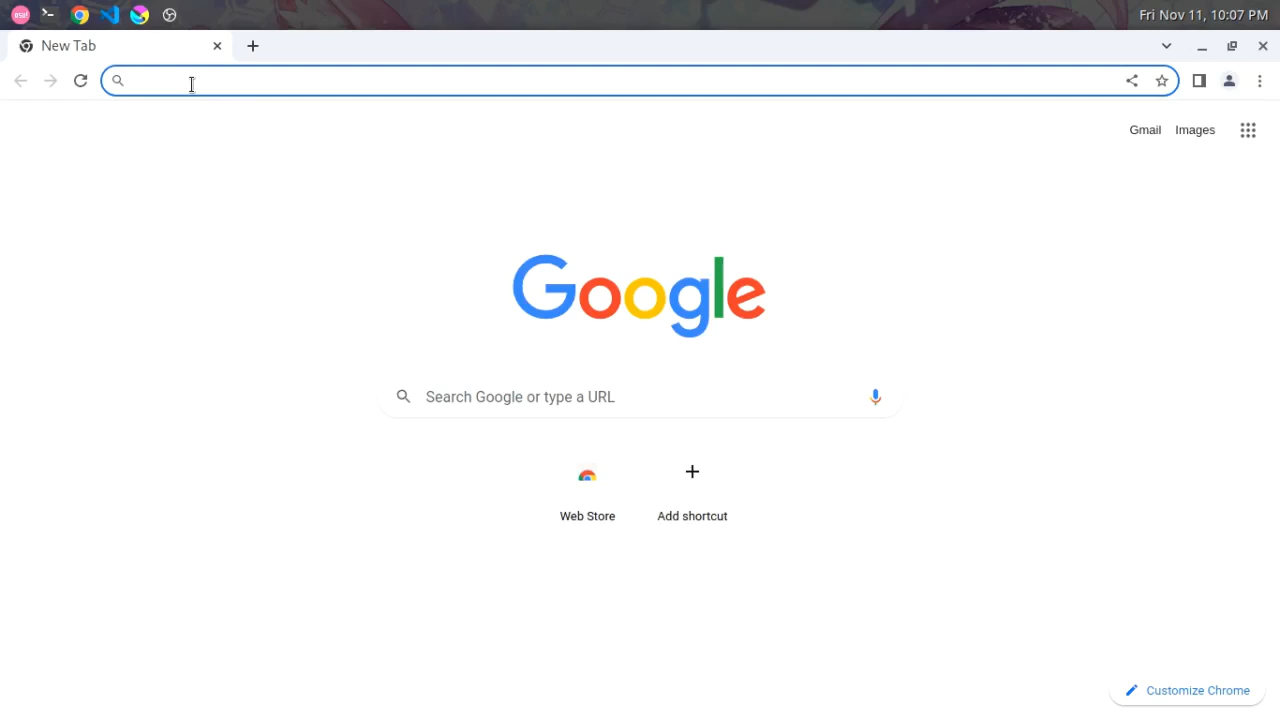 osu!
Fri Nov 11, 10:07 PM
New Tab
Gmail
Images
Google
Search Google or type a URL
Web Store
Add shortcut
Customize Chrome